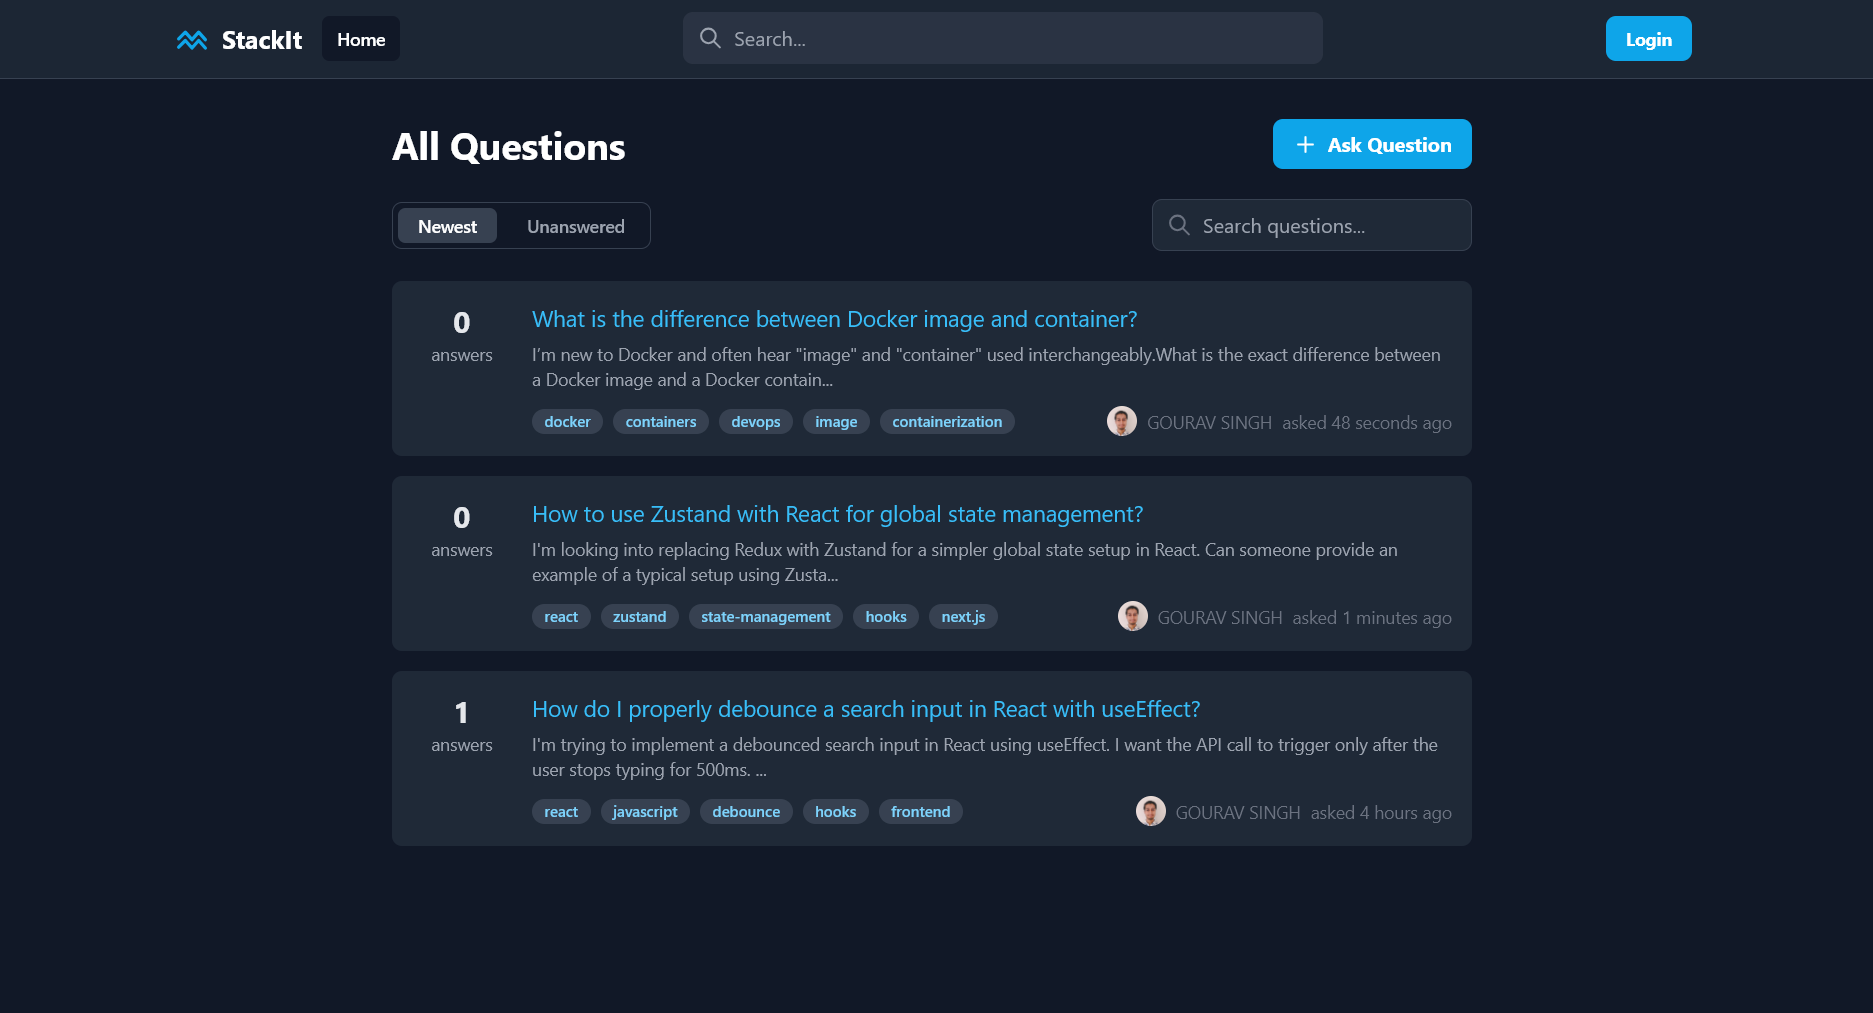 StackIt
Home
Search...
Login
All Questions
Ask Question
Newest
Unanswered
Search questions...
0
answers
What is the difference between Docker image and container?
I’m new to Docker and often hear "image" and "container" used interchangeably.What is the exact difference between
a Docker image and a Docker contain...
docker
containers
devops
image
containerization
GOURAV SINGH asked 48 seconds ago
0
answers
How to use Zustand with React for global state management?
I'm looking into replacing Redux with Zustand for a simpler global state setup in React. Can someone provide an
example of a typical setup using Zusta...
react
zustand
state-management
hooks
next.js
GOURAV SINGH asked 1 minutes ago
1
answers
How do I properly debounce a search input in React with useEffect?
I'm trying to implement a debounced search input in React using useEffect. I want the API call to trigger only after the
user stops typing for 500ms. ...
react
javascript
debounce
hooks
frontend
GOURAV SINGH asked 4 hours ago